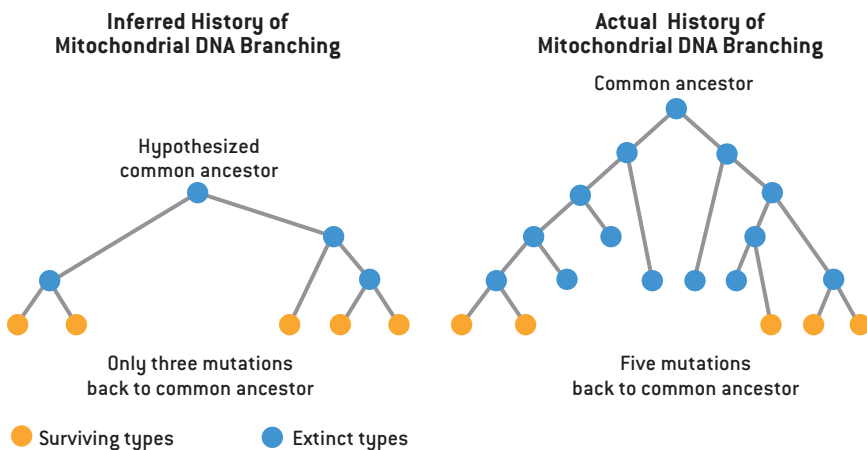 Inferred History of
Mitochondrial DNA Branching
Hypothesized
common ancestor
Only three mutations
back to common ancestor
Actual History of
Mitochondrial DNA Branching
Common ancestor
Five mutations
back to common ancestor
Surviving types
Extinct types